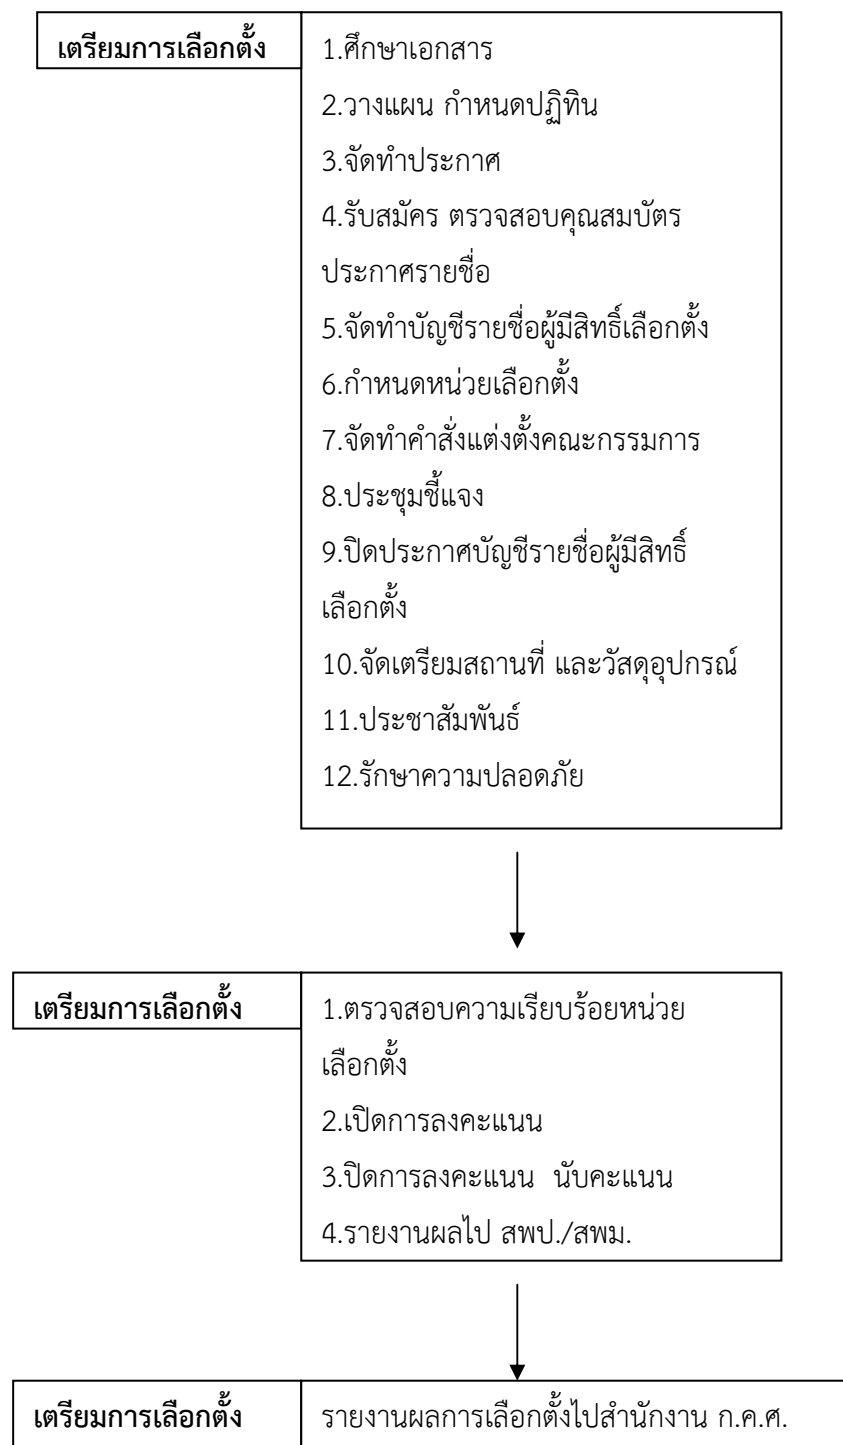 เตรียมการเลือกตั้ง
1.ศึกษาเอกสาร
2.วางแผน กำหนดปฏิทิน
3.จัดทำประกาศ
4.รับสมัคร ตรวจสอบคุณสมบัตร
ประกาศรายชื่อ
5.จัดทำบัญชีรายชื่อผู้มีสิทธิ์เลือกตั้ง
6.กำหนดหน่วยเลือกตั้ง
7.จัดทำคำสั่งแต่งตั้งคณะกรรมการ
8.ประชุมชี้แจง
9.ปิดประกาศบัญชีรายชื่อผู้มีสิทธิ์
เลือกตั้ง
10.จัดเตรียมสถานที่ และวัสดุอุปกรณ์
11.ประชาสัมพันธ์
12.รักษาความปลอดภัย
เตรียมการเลือกตั้ง
1.ตรวจสอบความเรียบร้อยหน่วย
เลือกตั้ง
2.เปิดการลงคะแนน
3.ปิดการลงคะแนน  นับคะแนน
4.รายงานผลไป สพป./สพม.
เตรียมการเลือกตั้ง
รายงานผลการเลือกตั้งไปสำนักงาน ก.ค.ศ.